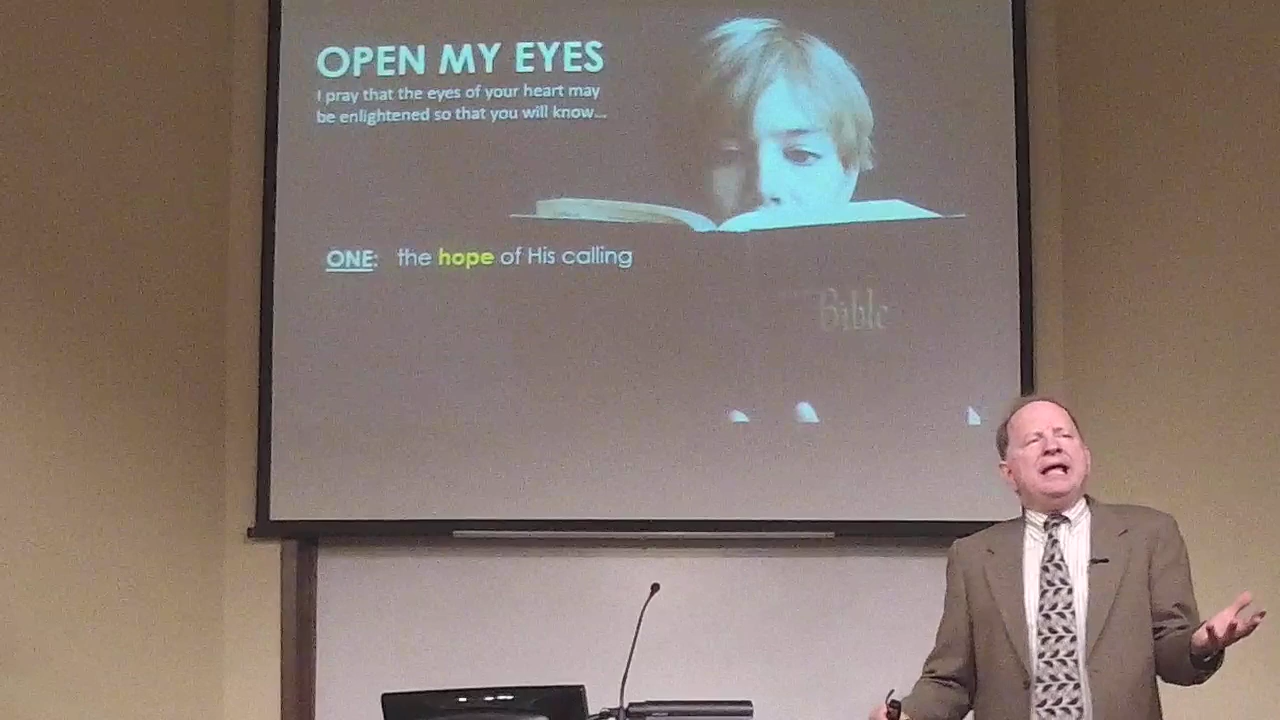 OPEN MY EYES
I pray that the eyes of your heart may
be enlightened so that you will know...
ONE: the hope of His calling
Bible